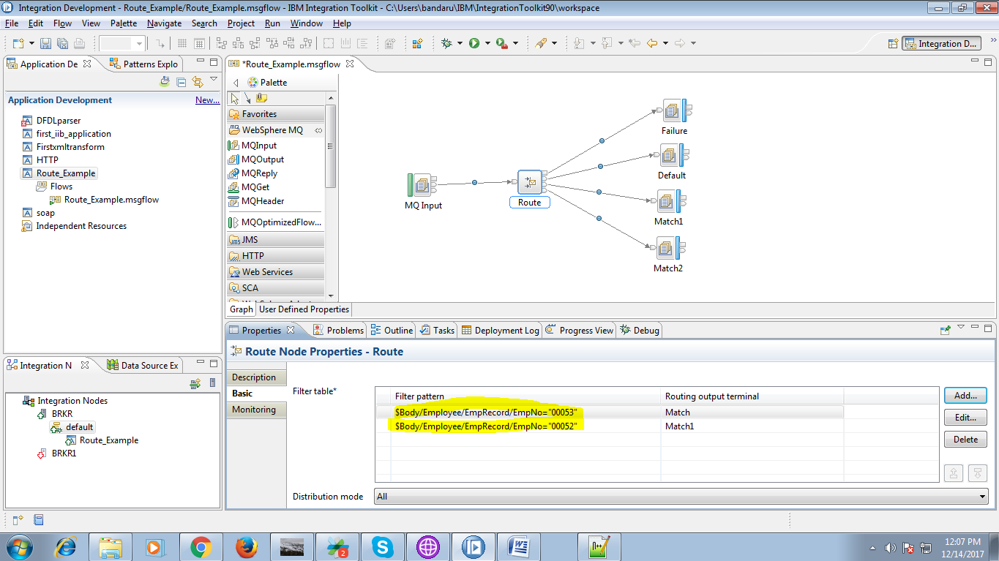 Integration Development - Route_Example/Route_Example.msgflow - IBM Integration Toolkit - C:\Users\bandaru\IBM\IntegrationToolkit90\workspace
File Edit Flow View Palette Navigate Search Project Run Window Help
Integration D...
Application De
Patterns Explo
Application Development
New...
DFDLparser
first_iib_application
Firstxmltransform
HTTP
Route_Example
Flows
Route_Example.msgflow
soap
Independent Resources
*Route_Example.msgflow
Palette
Favorites
WebSphere MQ
MQInput
MQOutput
MQReply
MQGet
MQHeader
MQOptimizedFlow...
JMS
HTTP
Web Services
SCA
MQ Input
Route
Failure
Default
Match1
Match2
Graph
User Defined Properties
Integration N
Data Source Ex
Integration Nodes
BRKR
default
Route_Example
BRKR1
Properties
Problems
Outline
Tasks
Deployment Log
Progress View
Debug
Route Node Properties - Route
Description
Basic
Monitoring
Filter table*
Filter pattern Routing output terminal
$Body/Employee/EmpRecord/EmpNo="00053" Match
$Body/Employee/EmpRecord/EmpNo="00052" Match1
Add...
Edit...
Delete
Distribution mode All
2
12:07 PM
12/14/2017